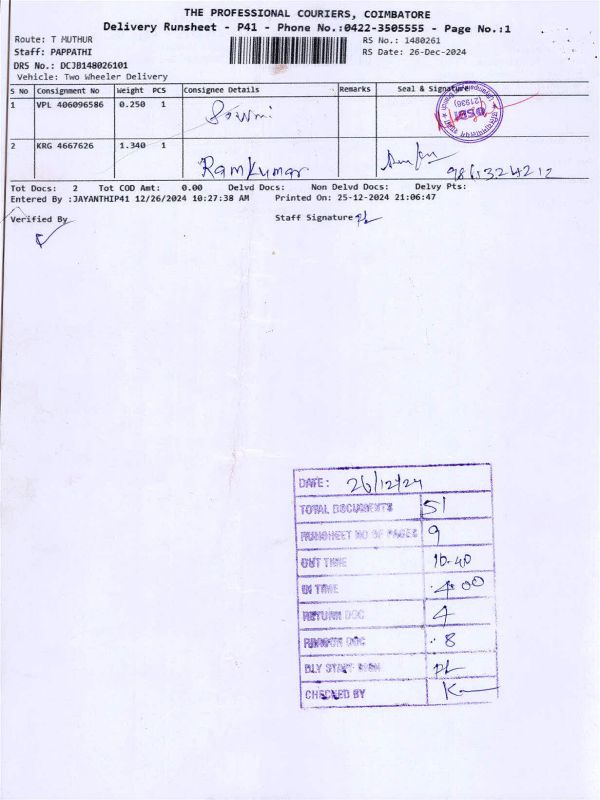 THE PROFESSIONAL COURIERS, COIMBATORE
Delivery Runsheet - P41 - Phone No.:0422-3505555 - Page No.:1
Route: T MUTHUR RS No.: 1480261
Staff: PAPPATHI RS Date: 26-Dec-2024
DRS No.: DCJB148026101
Vehicle: Two Wheeler Delivery
S No Consignment No Weight PCS Consignee Details Remarks Seal & Signature
1 VPL 406096586 0.250 1 Sowmi
2 KRG 4667626 1.340 1
Ramkumar
Tot Docs: 2 Tot COD Amt: 0.00 Delvd Docs: Non Delvd Docs: Delvy Pts:
Entered By :JAYANTHIP41 12/26/2024 10:27:38 AM Printed On: 25-12-2024 21:06:47
Verified By Staff Signature
DATE: 26/12/24
TOTAL DOCUMENTS 51
RUNSHEET NO OF PAGES 9
OUT TIME 10.40
IN TIME 4.00
RETURN DOC 4
DOC 8
DLY STAFF SIGN
CHECKED BY